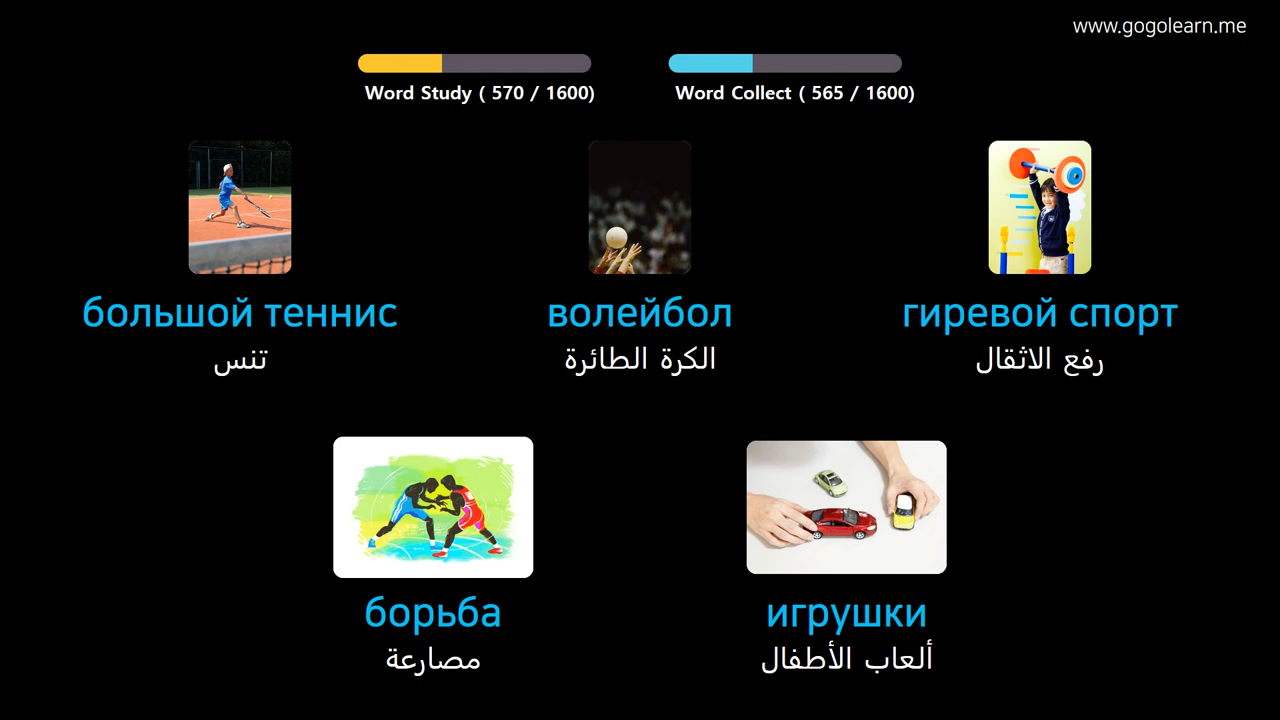 www.gogolearn.me
Word Study ( 570 / 1600)
Word Collect ( 565 / 1600)
большой теннис
تنس
волейбол
الكرة الطائرة
гиревой спорт
رفع الاثقال
борьба
مصارعة
игрушки
ألعاب الأطفال